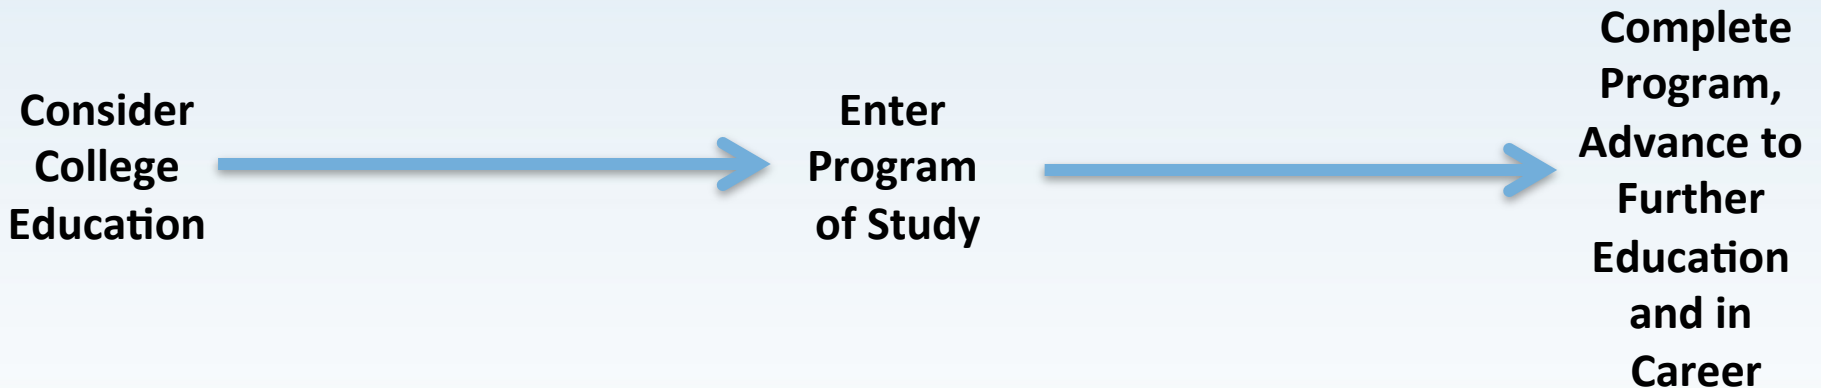 Consider
College
Education
Enter
Program
of Study
Complete
Program,
Advance to
Further
Education
and in
Career